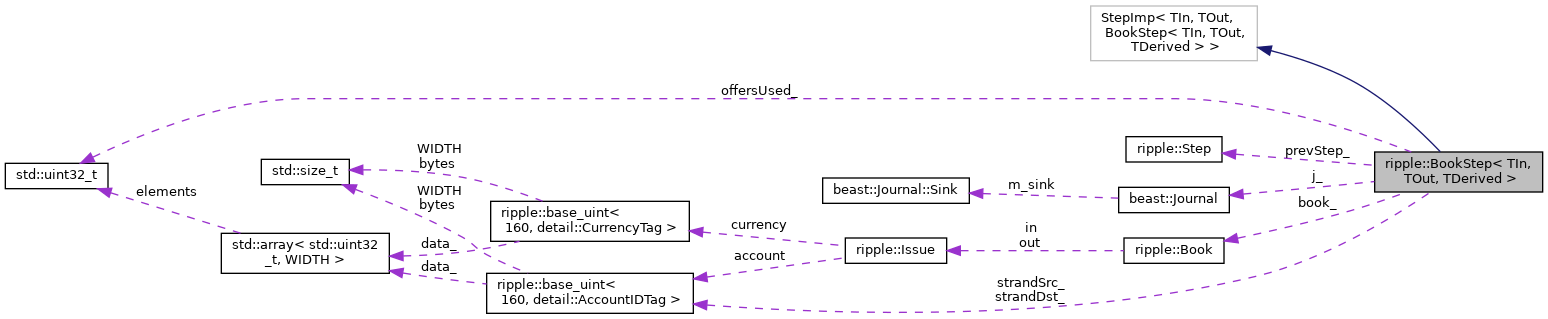 StepImp< TIn, TOut,
BookStep< TIn, TOut,
TDerived > >
offersUsed_
ripple::Step
prevStep_
ripple::BookStep< TIn,
TOut, TDerived >
std::uint32_t
std::size_t
WIDTH
bytes
elements
WIDTH
bytes
beast::Journal::Sink
m_sink
beast::Journal
j_
book_
ripple::base_uint<
160, detail::CurrencyTag >
currency
in
out
ripple::Issue
ripple::Book
std::array< std::uint32
_t, WIDTH >
data_
data_
account
ripple::base_uint<
160, detail::AccountIDTag >
strandSrc_
strandDst_